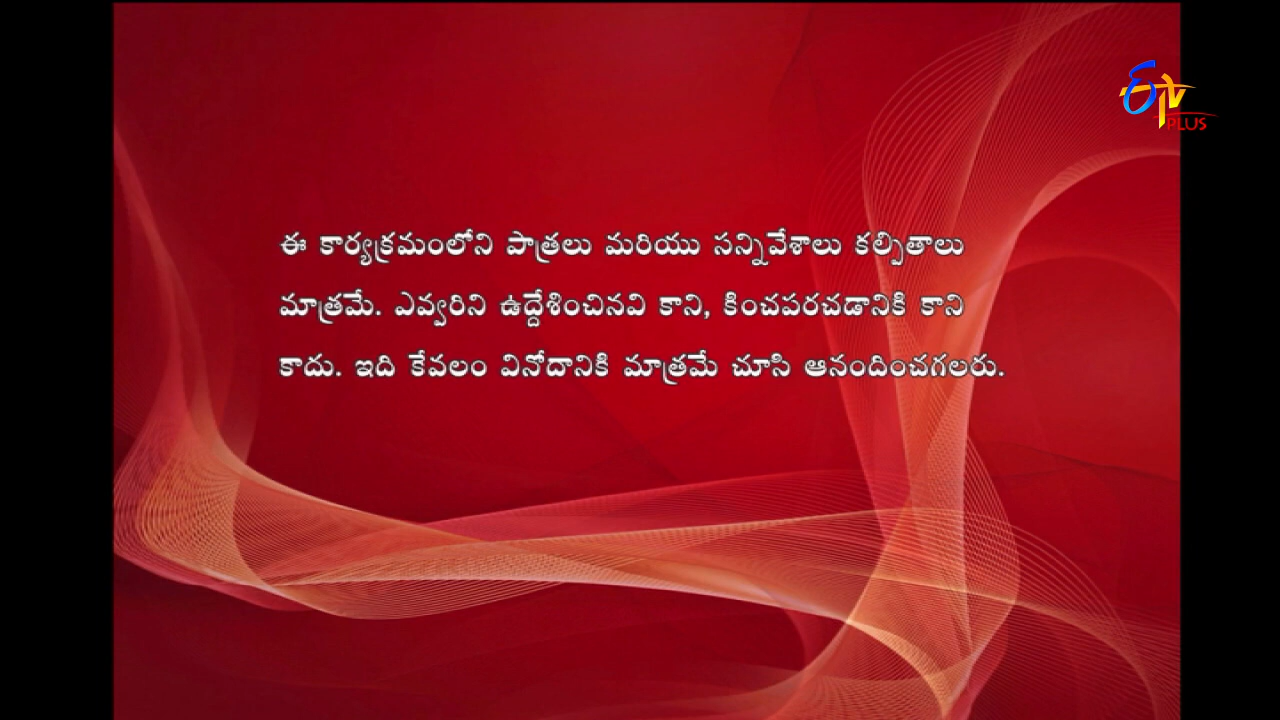 ETV
PLUS
ఈ కార్యక్రమంలోని పాత్రలు మరియు సన్నివేశాలు కల్పితాలు
మాత్రమే. ఎవ్వరిని ఉద్దేశించినవి కాని, కించపరచడానికి కాని
కాదు. ఇది కేవలం వినోదానికి మాత్రమే చూసి ఆనందించగలరు.